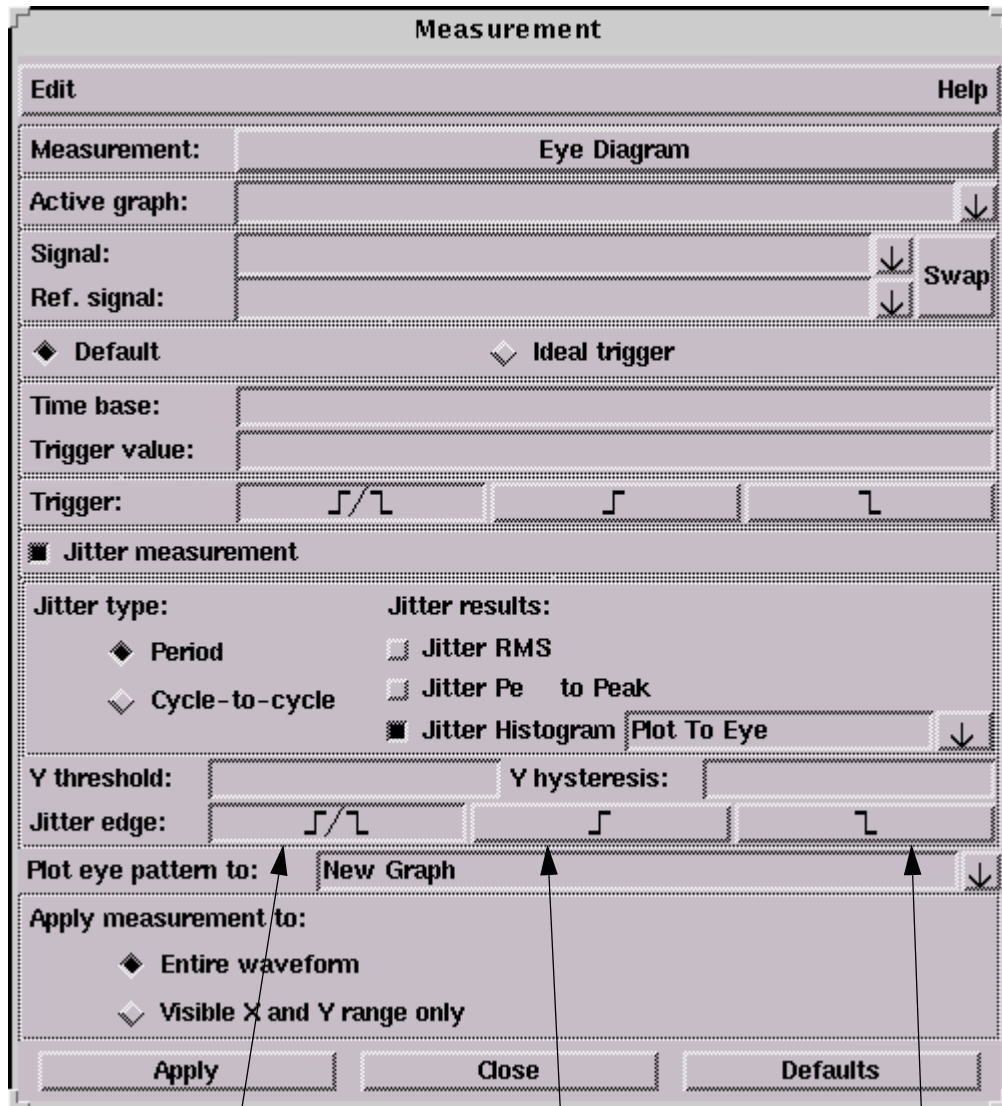 Measurement
Edit Help
Measurement: Eye Diagram
Active graph:
Signal:
Swap
Ref. signal:
Default Ideal trigger
Time base:
Trigger value:
Trigger:
Jitter measurement
Jitter type: Jitter results:
Period Jitter RMS
Cycle-to-cycle Jitter Pe to Peak
Jitter Histogram Plot To Eye
Y threshold: Y hysteresis:
Jitter edge:
Plot eye pattern to: New Graph
Apply measurement to:
Entire waveform
Visible X and Y range only
Apply Close Defaults